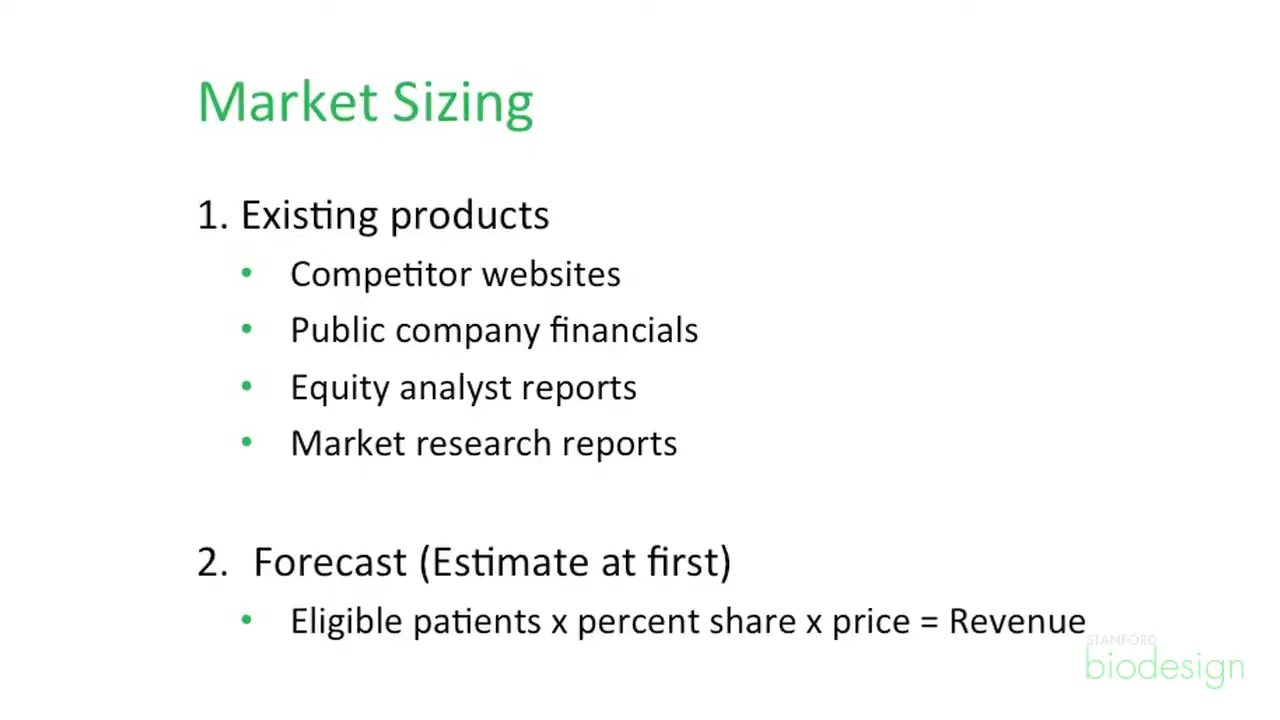 Market Sizing
1. Existing products
• Competitor websites
• Public company financials
• Equity analyst reports
• Market research reports
2. Forecast (Estimate at first)
• Eligible patients x percent share x price = Revenue
STANFORD
biodesign